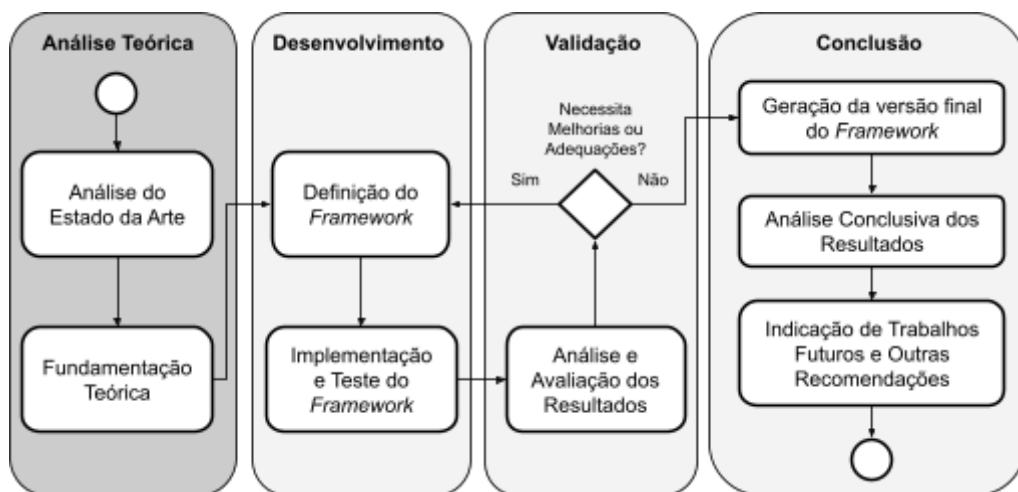 Análise Teórica
Análise do
Estado da Arte
Fundamentação
Teórica
Desenvolvimento
Definição do
Framework
Implementação
e Teste do
Framework
Validação
Necessita
Melhorias ou
Adequações?
Sim
Não
Análise e
Avaliação dos
Resultados
Conclusão
Geração da versão final
do Framework
Análise Conclusiva dos
Resultados
Indicação de Trabalhos
Futuros e Outras
Recomendações